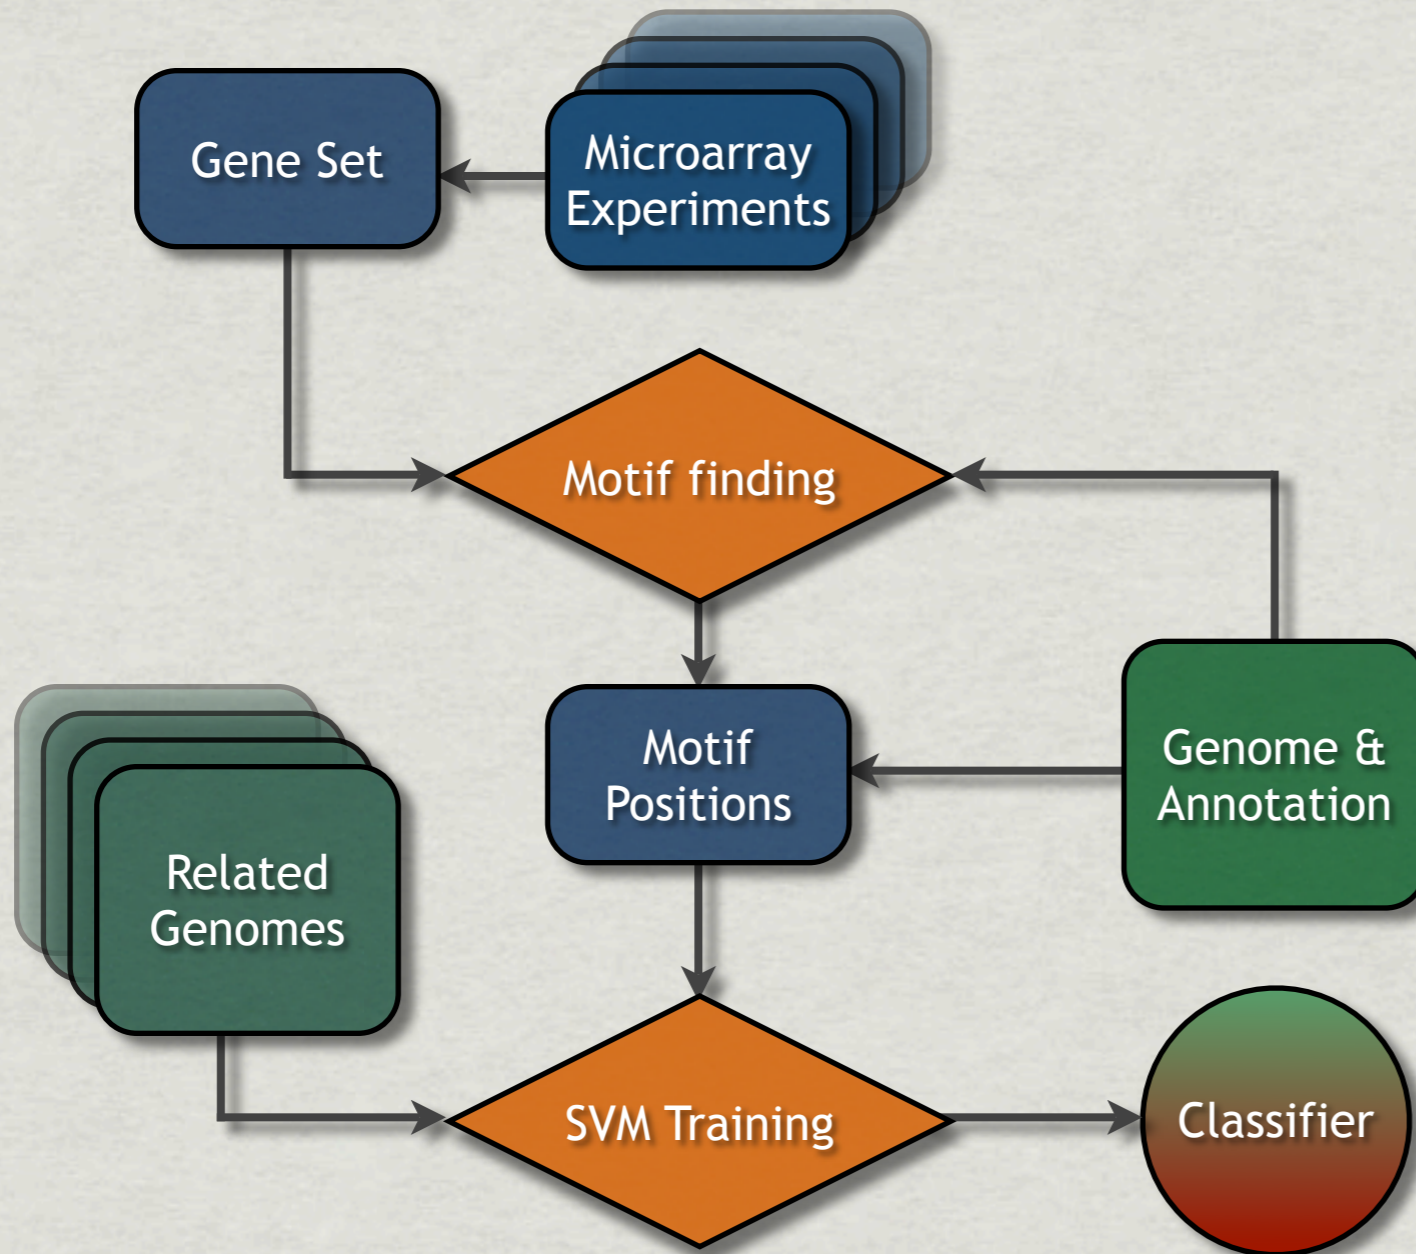 Gene Set
Microarray
Experiments
Motif finding
Motif
Positions
Genome &
Annotation
Related
Genomes
SVM Training
Classifier